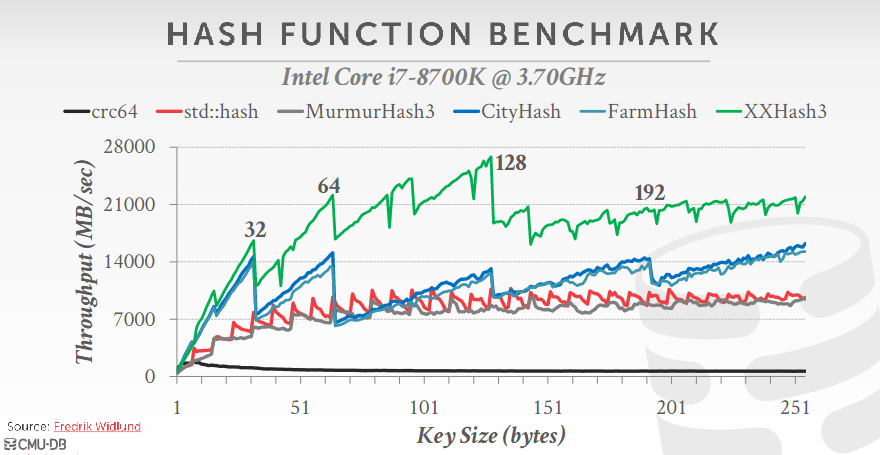 HASH FUNCTION BENCHMARK
Intel Core i7-8700K @ 3.70GHz
crc64 std::hash MurmurHash3 CityHash FarmHash XXHash3
Throughput (MB/sec)
28000
21000
14000
7000
0
32
64
128
192
1 51 101 151 201 251
Key Size (bytes)
Source: Fredrik Widlund
CMU-DB